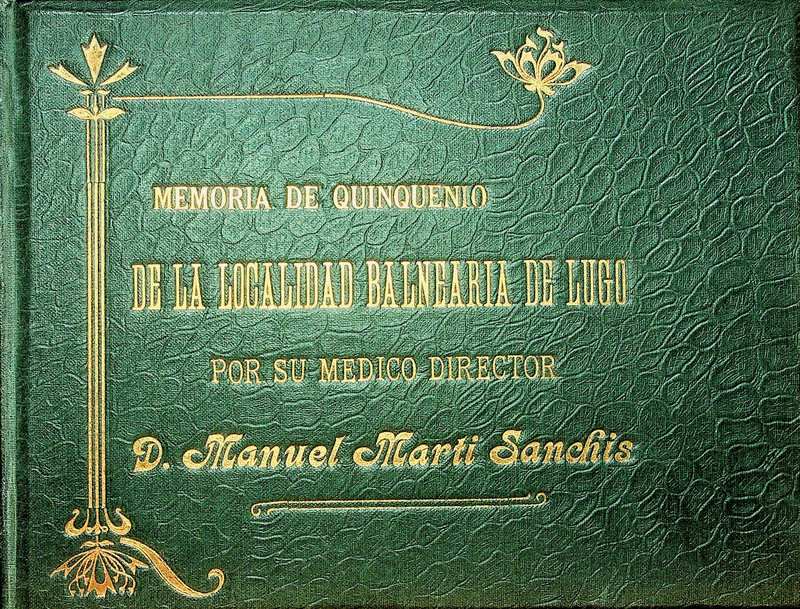 MEMORIA DE QUINQUENIO
DE LA LOCALIDAD BALNEARIA DE LUGO
POR SU MEDICO DIRECTOR
D. Manuel Marti Sanchis